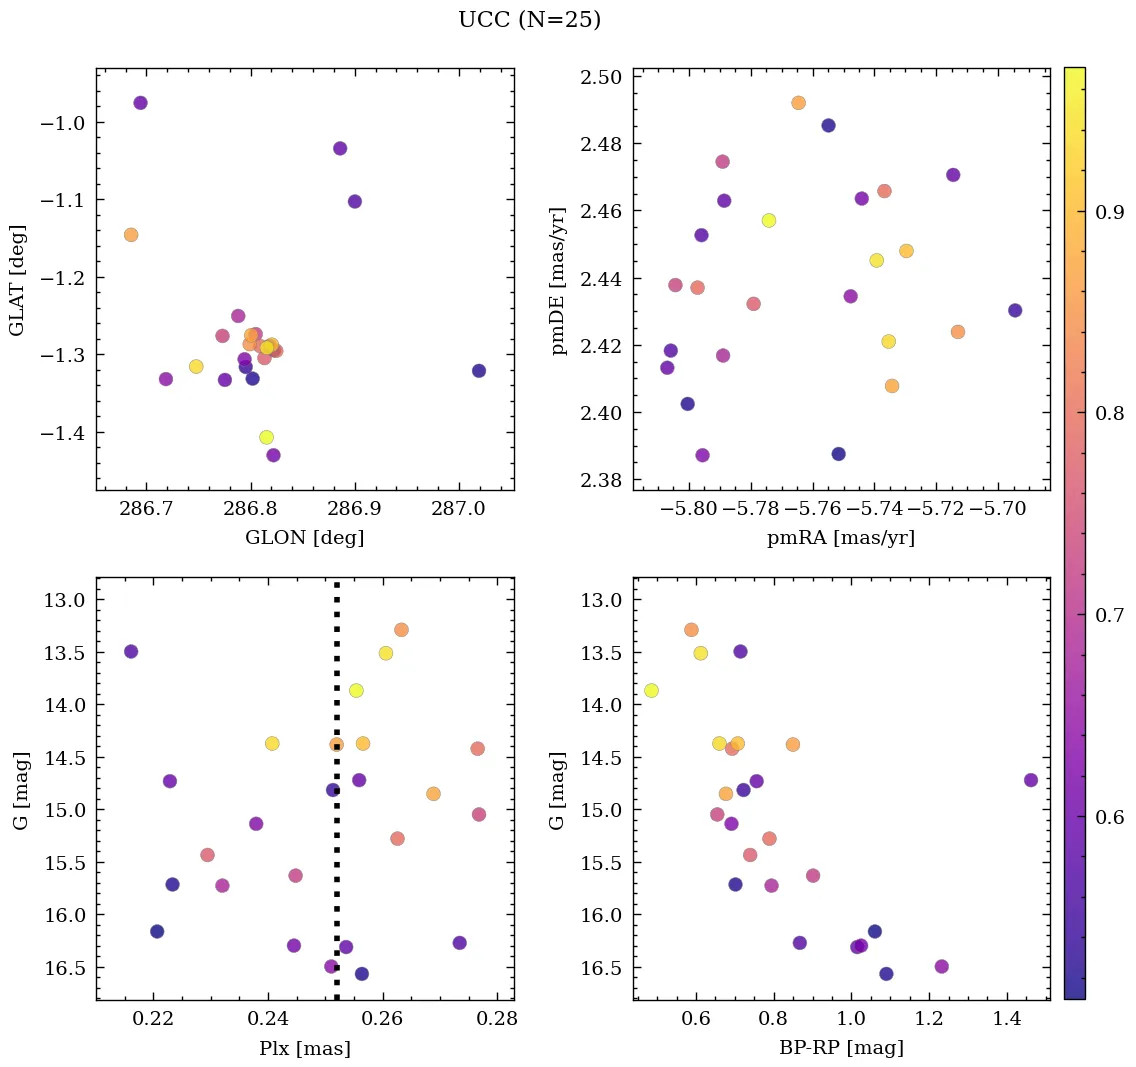 UCC (N=25)
−1.0
−1.1
−1.2
−1.3
−1.4
GLAT [deg]
286.7 286.8 286.9 287.0
GLON [deg]
2.50
2.48
2.46
2.44
2.42
2.40
2.38
pmDE [mas/yr]
−5.80 −5.78 −5.76 −5.74 −5.72 −5.70
pmRA [mas/yr]
13.0
13.5
14.0
14.5
15.0
15.5
16.0
16.5
G [mag]
0.22 0.24 0.26 0.28
Plx [mas]
13.0
13.5
14.0
14.5
15.0
15.5
16.0
16.5
G [mag]
0.6 0.8 1.0 1.2 1.4
BP-RP [mag]
0.9
0.8
0.7
0.6